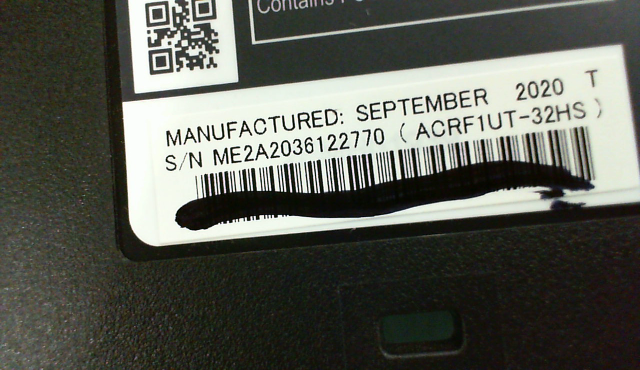 Contains
MANUFACTURED: SEPTEMBER 2020 T
S/N ME2A2036122770 ( ACRF1UT-32HS )